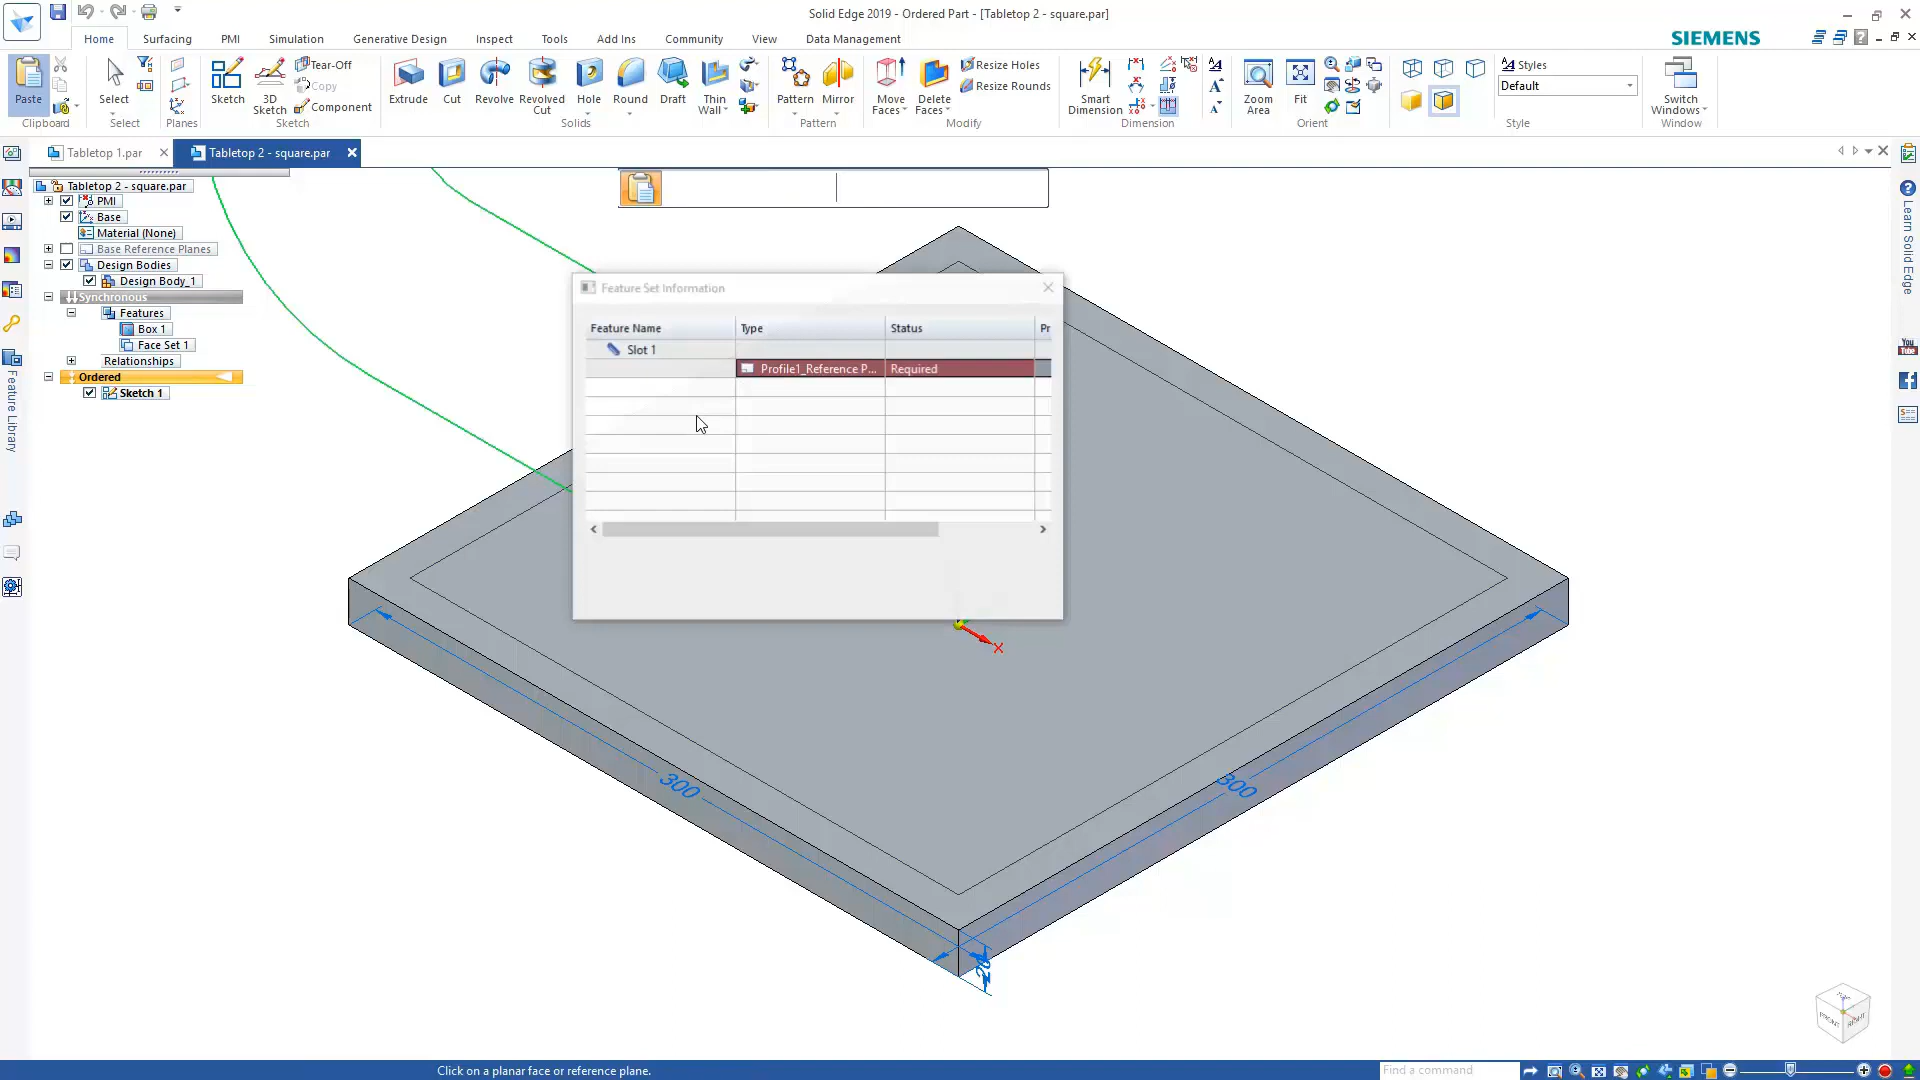 Solid Edge 2019 - Ordered Part - [Tabletop 2 - square.par]
Home Surfacing PMI Simulation Generative Design Inspect Tools Add Ins Community View Data Management
SIEMENS
Paste
Clipboard
Select
Select
Planes
Sketch
3D Sketch
Tear-Off
Copy
Component
Sketch
Extrude
Cut
Revolve
Revolved Cut
Hole
Round
Draft
Thin Wall
Solids
Pattern
Mirror
Pattern
Move Faces
Delete Faces
Resize Holes
Resize Rounds
Modify
Smart Dimension
Dimension
Zoom Area
Fit
Orient
Styles
Default
Style
Switch Windows
Window
Tabletop 1.par
Tabletop 2 - square.par
Tabletop 2 - square.par
PMI
Base
Material (None)
Base Reference Planes
Design Bodies
Design Body_1
Synchronous
Features
Box 1
Face Set 1
Relationships
Ordered
Sketch 1
Feature Library
Feature Set Information
Feature Name Type Status Pr
Slot 1
Profile1_Reference P... Required
X
300
300
FRONT
RIGHT
Learn Solid Edge
You Tube
Click on a planar face or reference plane.
Find a command